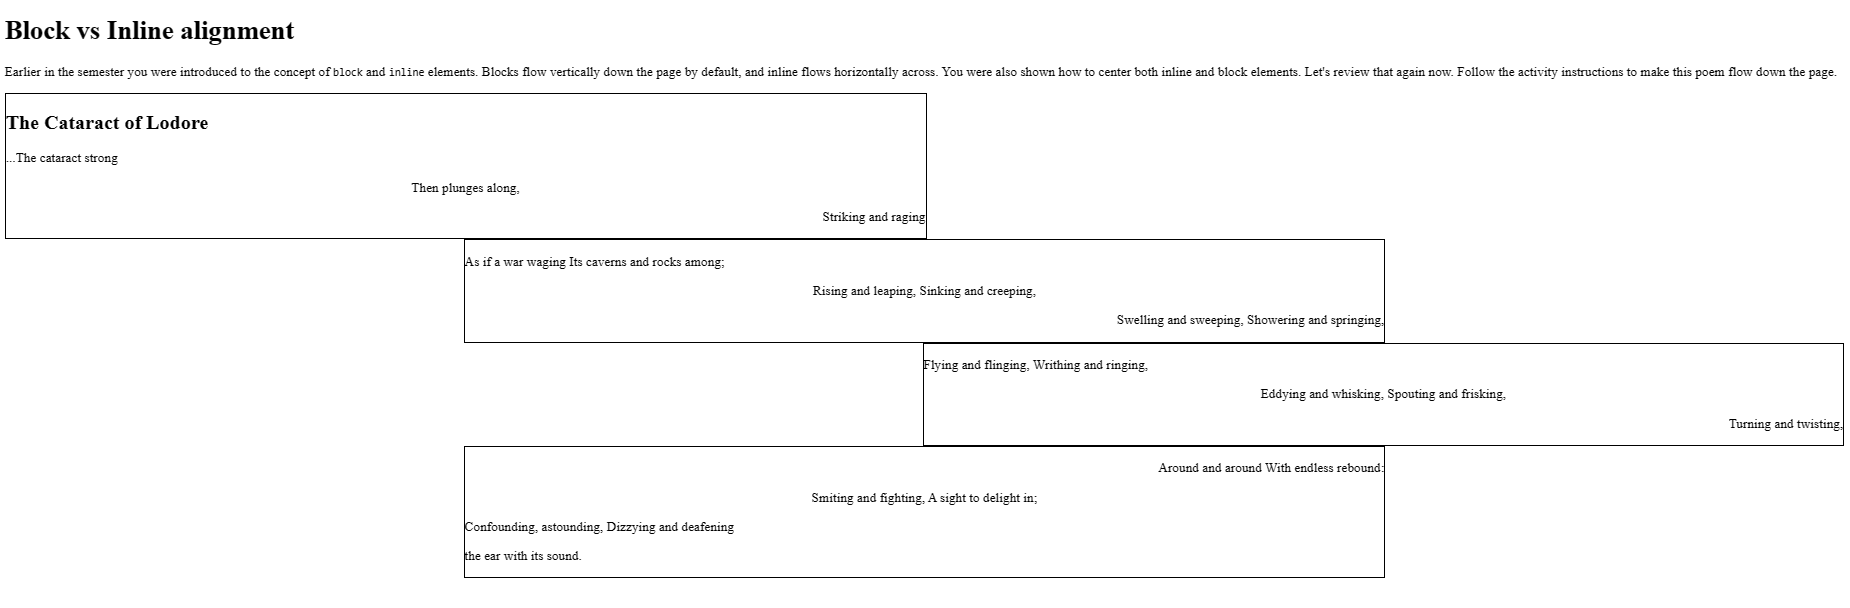 Block vs Inline alignment
Earlier in the semester you were introduced to the concept of block and inline elements. Blocks flow vertically down the page by default, and inline flows horizontally across. You were also shown how to center both inline and block elements. Let's review that again now. Follow the activity instructions to make this poem flow down the page.
The Cataract of Lodore
...The cataract strong
Then plunges along,
Striking and raging
As if a war waging Its caverns and rocks among;
Rising and leaping, Sinking and creeping,
Swelling and sweeping, Showering and springing,
Flying and flinging, Writhing and ringing,
Eddying and whisking, Spouting and frisking,
Turning and twisting,
Around and around With endless rebound:
Smiting and fighting, A sight to delight in;
Confounding, astounding, Dizzying and deafening
the ear with its sound.